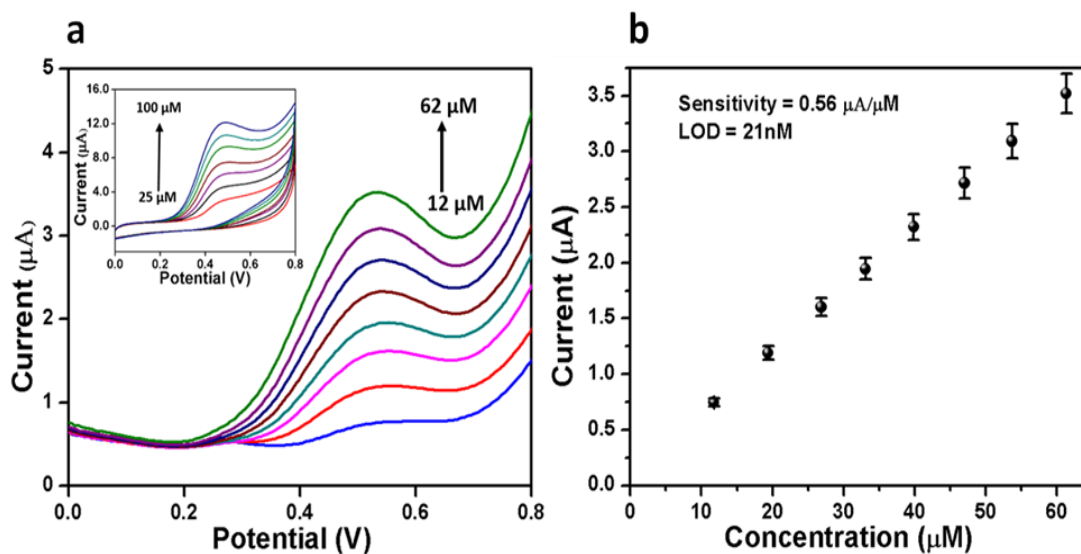 a
5
4
3
2
1
0
0.0 0.2 0.4 0.6 0.8
Current (μA)
Potential (V)
62 μM
12 μM
16.0
12.0
8.0
4.0
0.0
0.0 0.2 0.4 0.6 0.8
Current (μA)
Potential (V)
100 μM
25 μM
b
3.5
3.0
2.5
2.0
1.5
1.0
0.5
0.0
0 10 20 30 40 50 60
Current (μA)
Concentration (μM)
Sensitivity = 0.56 μA/μM
LOD = 21nM